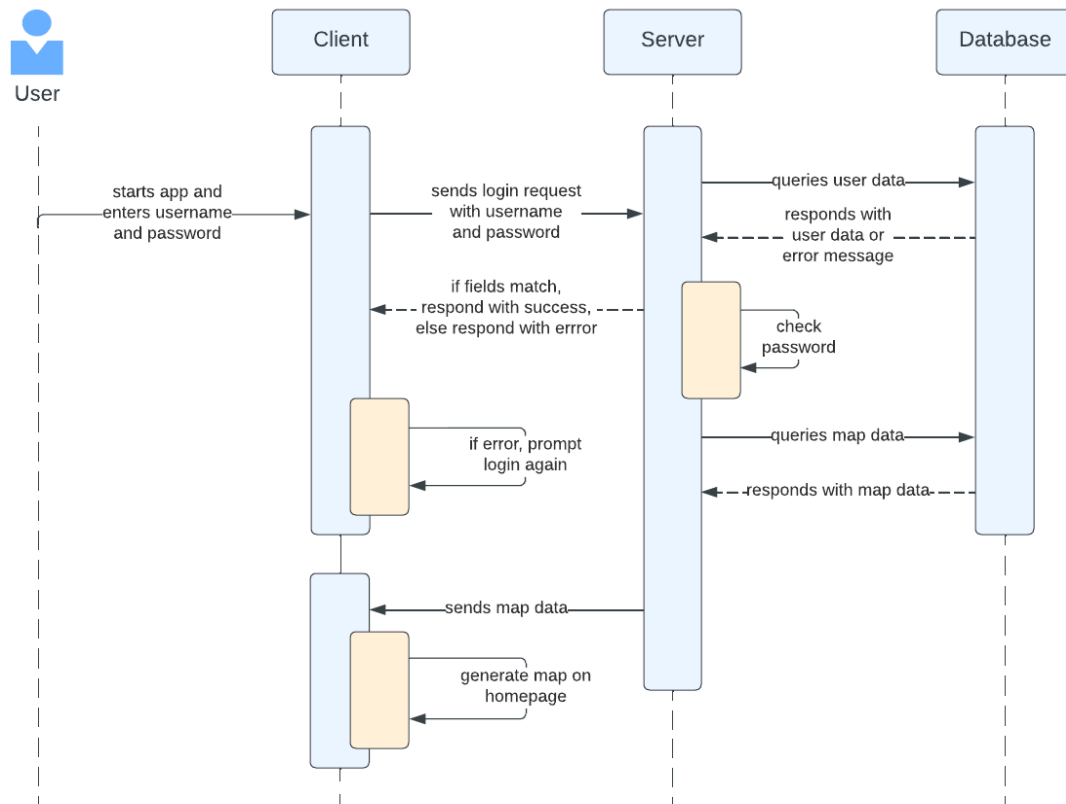 Client
Server
Database
User
starts app and
enters username
and password
sends login request
with username
and password
queries user data
responds with
user data or
error message
if fields match,
respond with success,
else respond with errror
check
password
if error, prompt
login again
queries map data
responds with map data
sends map data
generate map on
homepage